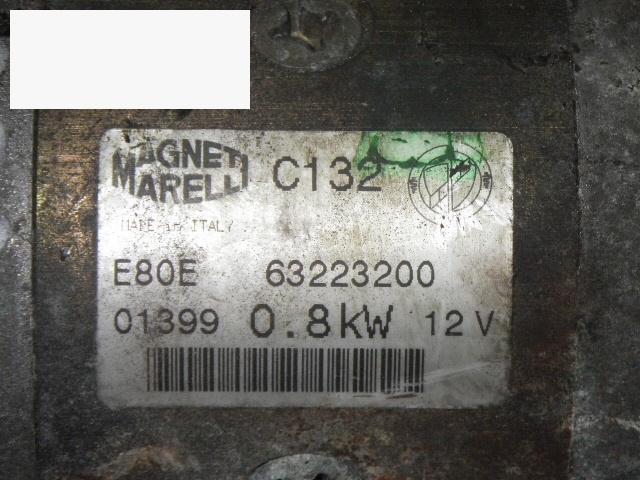 MAGNETI
MARELLI C132
MADE in ITALY
E80E 63223200
01399 0.8kW 12V